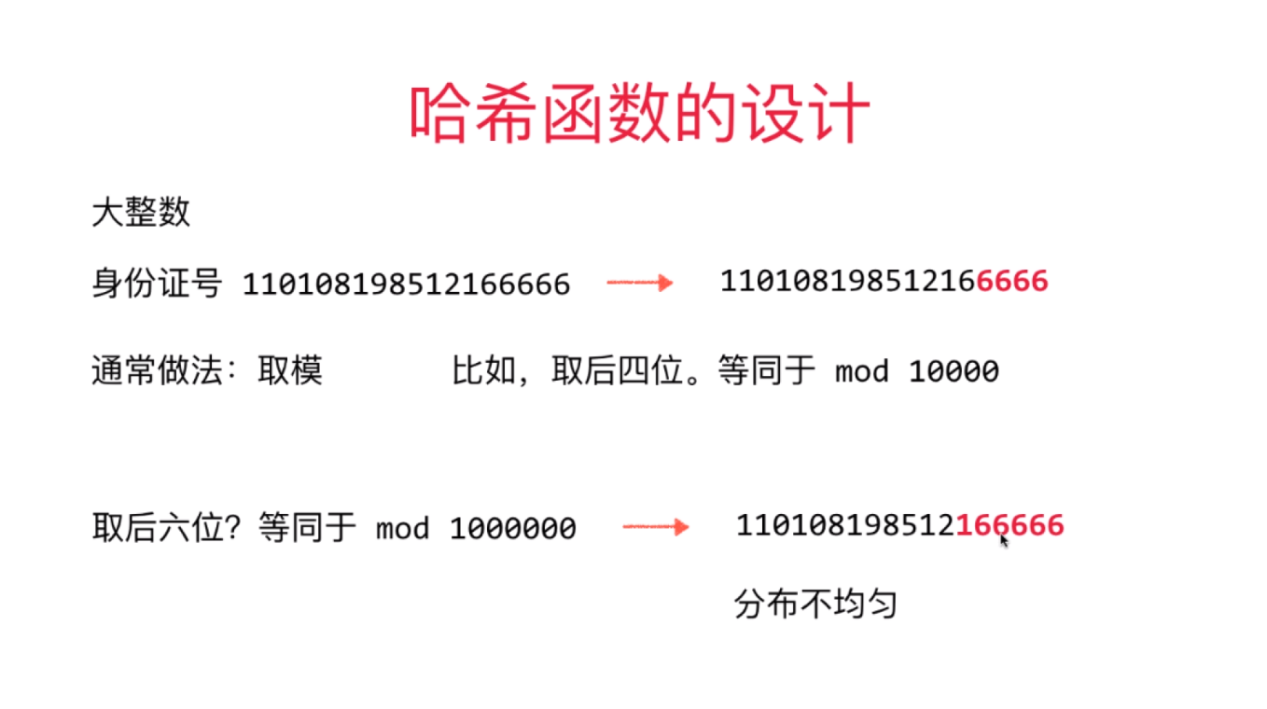 哈希函数的设计
大整数
身份证号 110108198512166666 110108198512166666
通常做法：取模 比如，取后四位。等同于 mod 10000
取后六位？等同于 mod 1000000 110108198512166666
分布不均匀